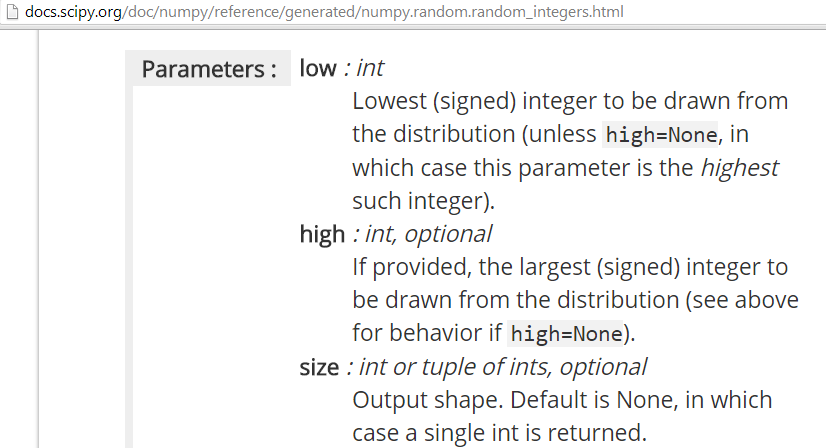 docs.scipy.org/doc/numpy/reference/generated/numpy.random.random_integers.html
Parameters : low : int
Lowest (signed) integer to be drawn from
the distribution (unless high=None, in
which case this parameter is the highest
such integer).
high : int, optional
If provided, the largest (signed) integer to
be drawn from the distribution (see above
for behavior if high=None).
size : int or tuple of ints, optional
Output shape. Default is None, in which
case a single int is returned.